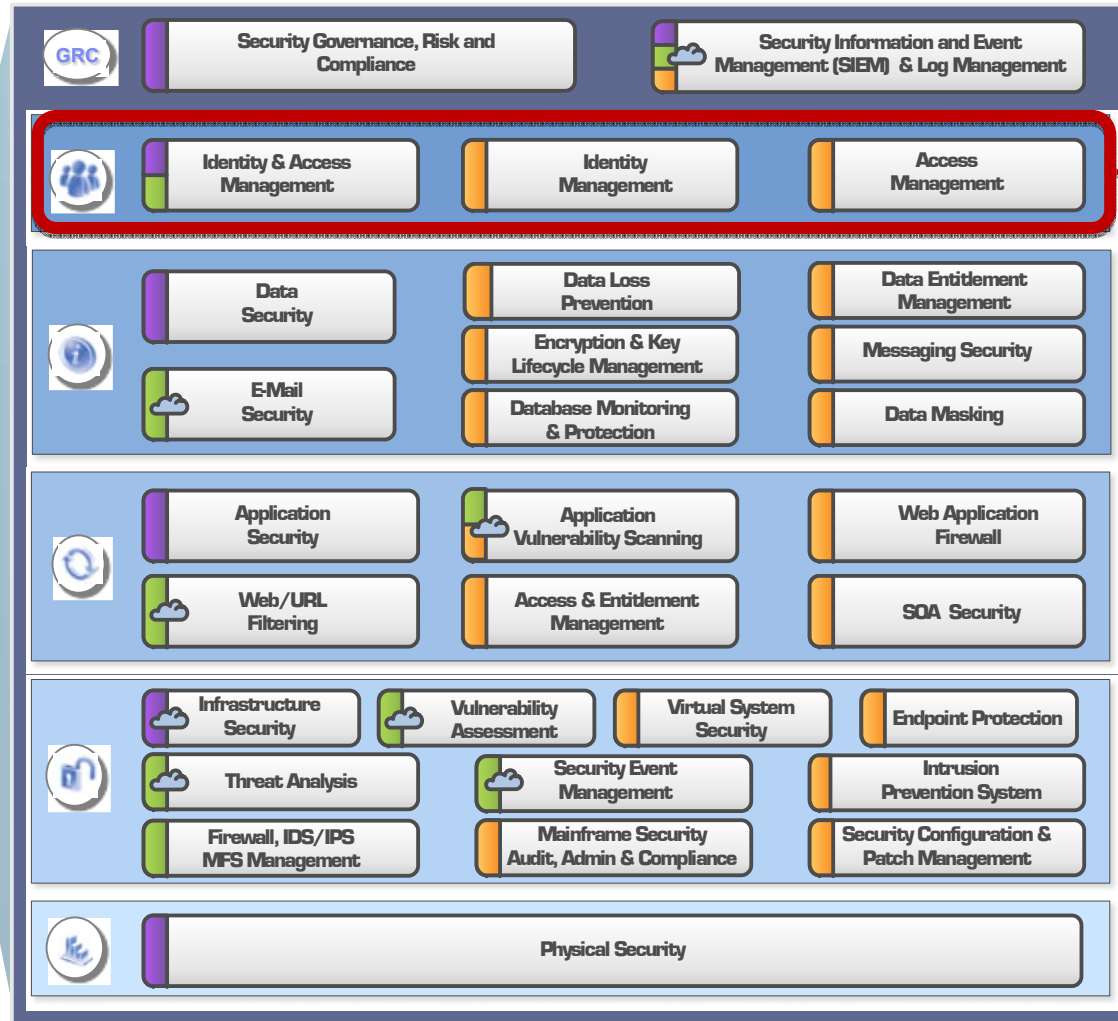 GRC
Security Governance, Risk and
Compliance
Security Information and Event
Management (SIEM) & Log Management
Identity & Access
Management
Identity
Management
Access
Management
Data
Security
Data Loss
Prevention
Data Entitlement
Management
Encryption & Key
Lifecycle Management
Messaging Security
E-Mail
Security
Database Monitoring
& Protection
Data Masking
Application
Security
Application
Vulnerability Scanning
Web Application
Firewall
Web/URL
Filtering
Access & Entitlement
Management
SOA Security
Infrastructure
Security
Vulnerability
Assessment
Virtual System
Security
Endpoint Protection
Threat Analysis
Security Event
Management
Intrusion
Prevention System
Firewall, IDS/IPS
MFS Management
Mainframe Security
Audit, Admin & Compliance
Security Configuration &
Patch Management
Physical Security